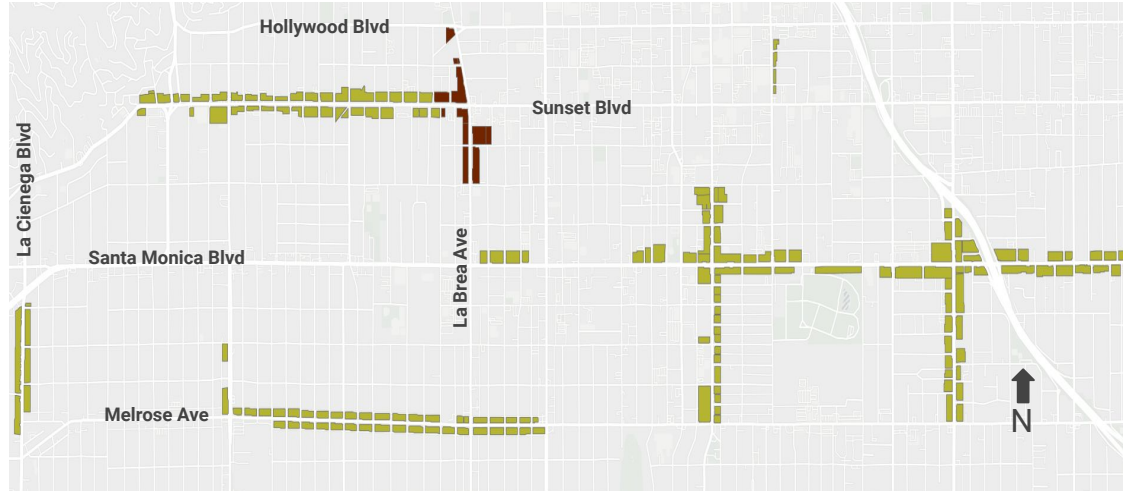 Hollywood Blvd
Sunset Blvd
La Cienega Blvd
Santa Monica Blvd
La Brea Ave
Melrose Ave
N